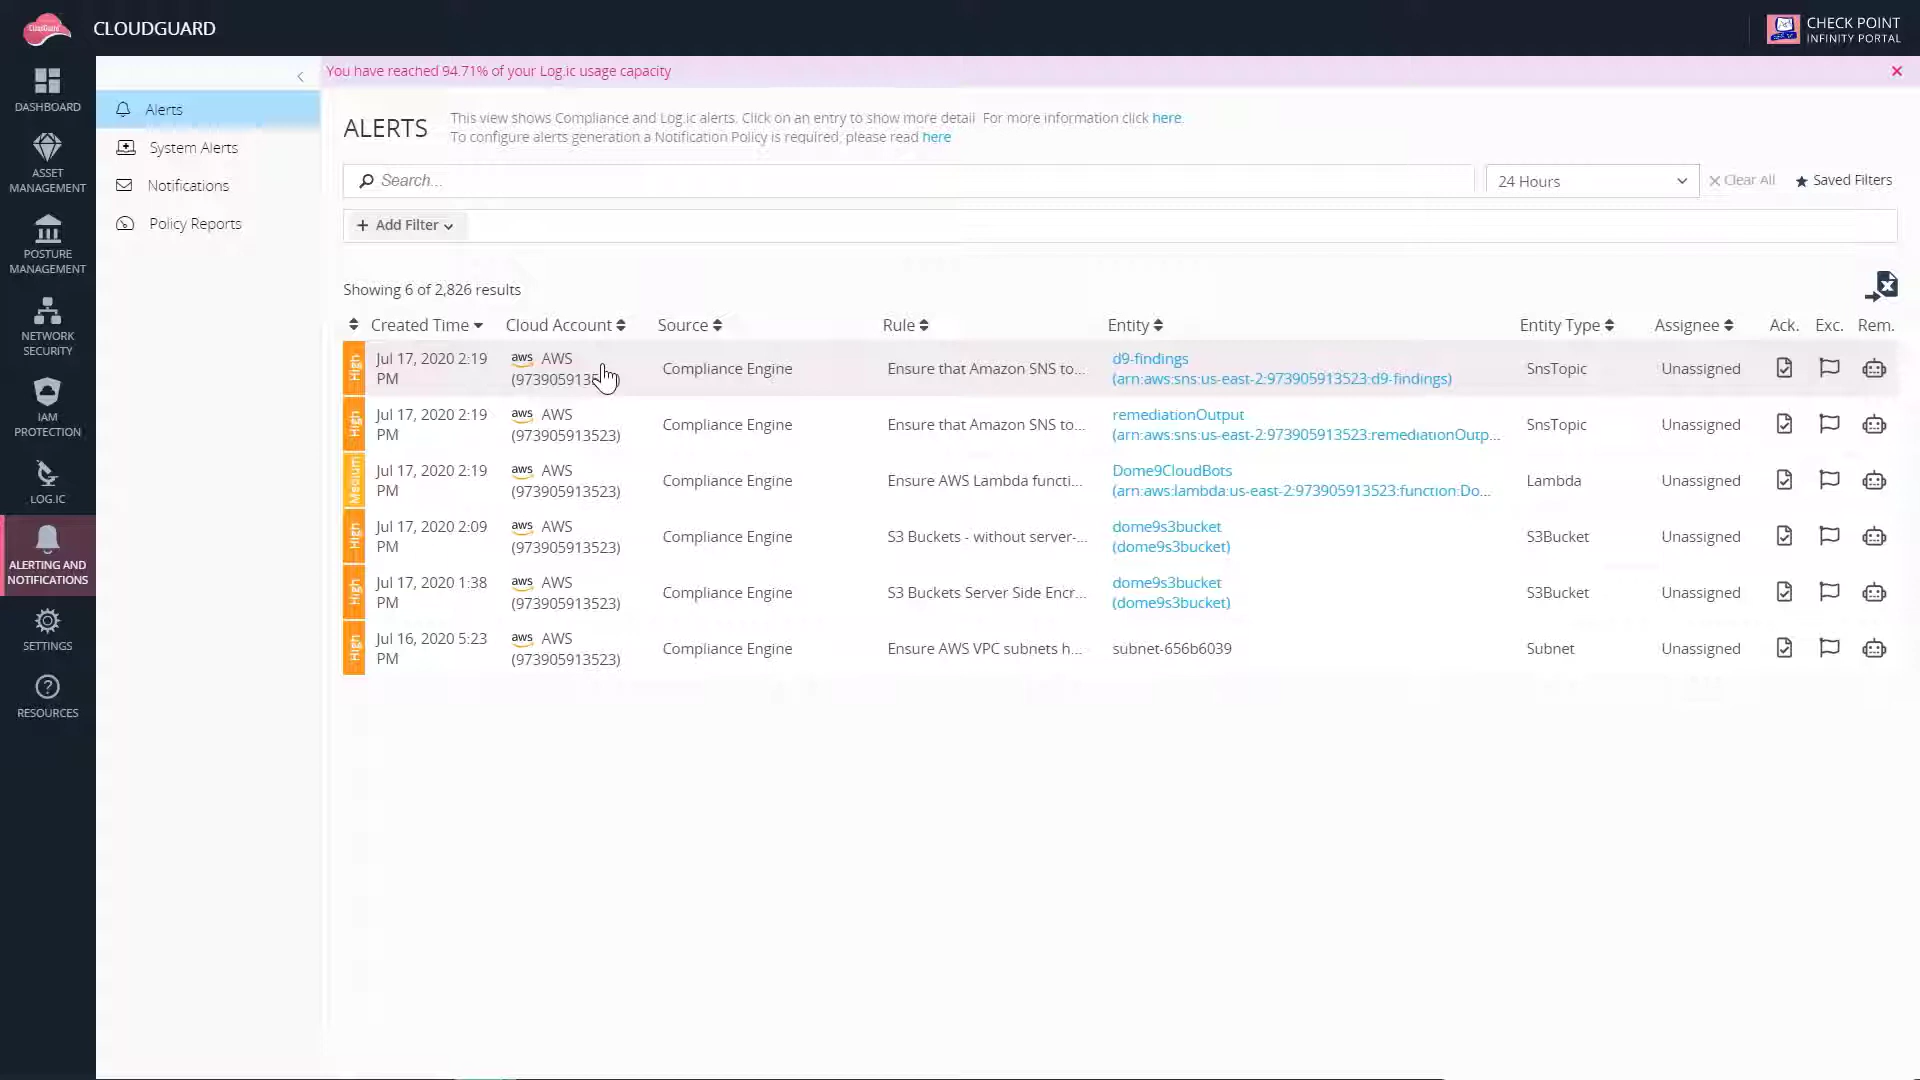 CloudGuard
CLOUDGUARD
CHECK POINT
INFINITY PORTAL
DASHBOARD
ASSET
MANAGEMENT
POSTURE
MANAGEMENT
NETWORK
SECURITY
IAM
PROTECTION
LOG.IC
ALERTING AND
NOTIFICATIONS
SETTINGS
RESOURCES
Alerts
System Alerts
Notifications
Policy Reports
You have reached 94.71% of your Log.ic usage capacity
ALERTS
This view shows Compliance and Log.ic alerts. Click on an entry to show more detail For more information click here.
To configure alerts generation a Notification Policy is required, please read here
Search...
24 Hours
Clear All
Saved Filters
+ Add Filter
Showing 6 of 2,826 results
Created Time Cloud Account Source Rule Entity Entity Type Assignee Ack. Exc. Rem.
High Jul 17, 2020 2:19 aws AWS Compliance Engine Ensure that Amazon SNS to... d9-findings SnsTopic Unassigned
PM (973905913523) (arn:aws:sns:us-east-2:973905913523:d9-findings)
High Jul 17, 2020 2:19 aws AWS Compliance Engine Ensure that Amazon SNS to... remediationOutput SnsTopic Unassigned
PM (973905913523) (arn:aws:sns:us-east-2:973905913523:remediationOutp...
Medium Jul 17, 2020 2:19 aws AWS Compliance Engine Ensure AWS Lambda functi... Dome9CloudBots Lambda Unassigned
PM (973905913523) (arn:aws:lambda:us-east-2:973905913523:function:Do...
High Jul 17, 2020 2:09 aws AWS Compliance Engine S3 Buckets - without server-... dome9s3bucket S3Bucket Unassigned
PM (973905913523) (dome9s3bucket)
High Jul 17, 2020 1:38 aws AWS Compliance Engine S3 Buckets Server Side Encr... dome9s3bucket S3Bucket Unassigned
PM (973905913523) (dome9s3bucket)
High Jul 16, 2020 5:23 aws AWS Compliance Engine Ensure AWS VPC subnets h... subnet-656b6039 Subnet Unassigned
PM (973905913523)